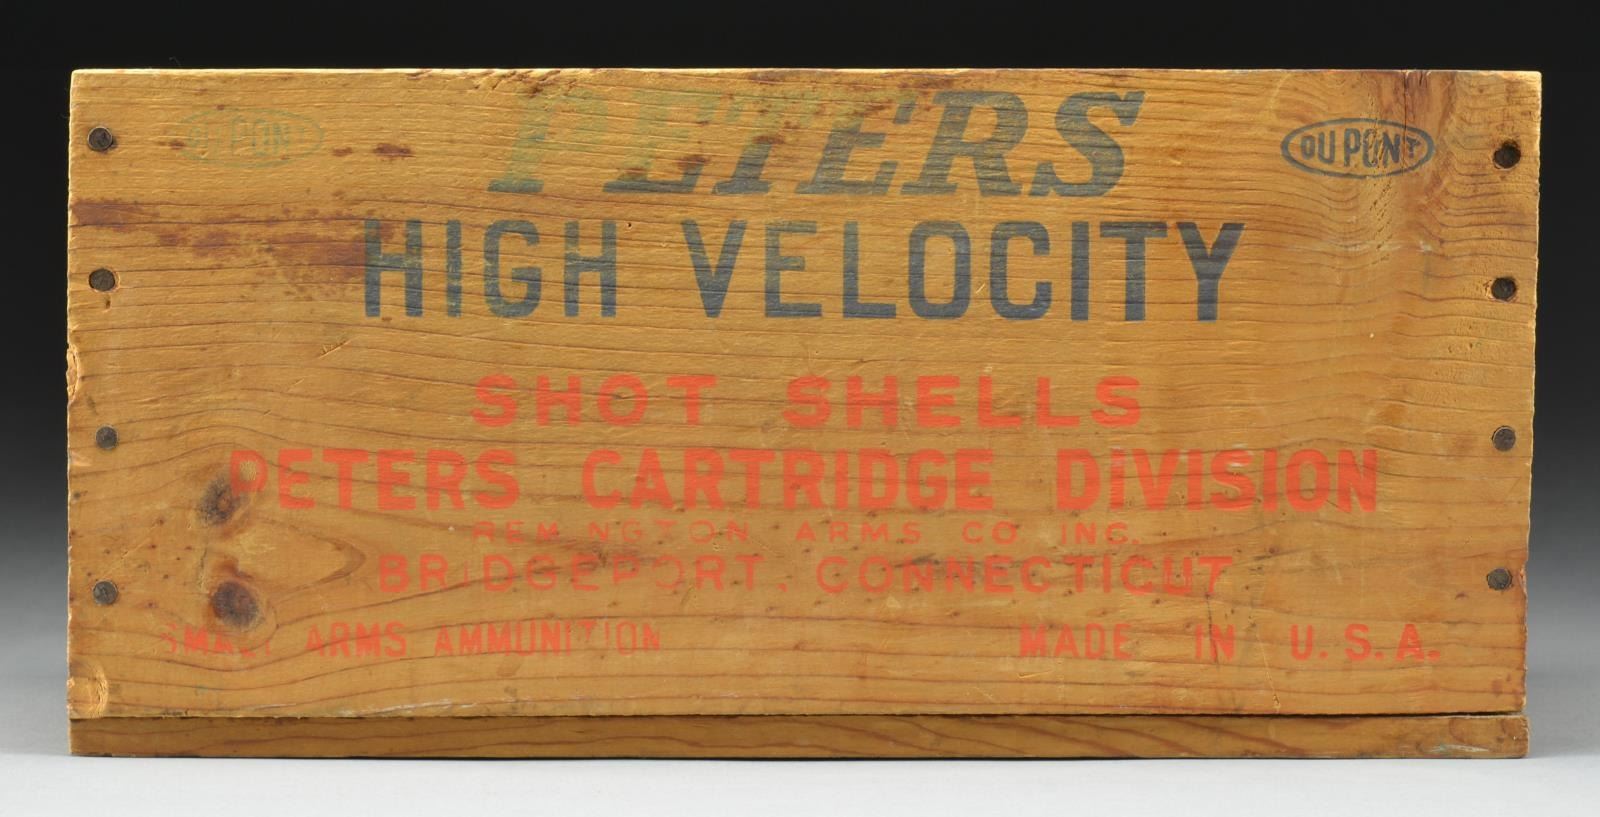 DU PONT PETERS DU PONT
HIGH VELOCITY
SHOT SHELLS
PETERS CARTRIDGE DIVISION
REMINGTON ARMS CO. INC.
BRIDGEPORT, CONNECTICUT
SMALL ARMS AMMUNITION MADE IN U.S.A.